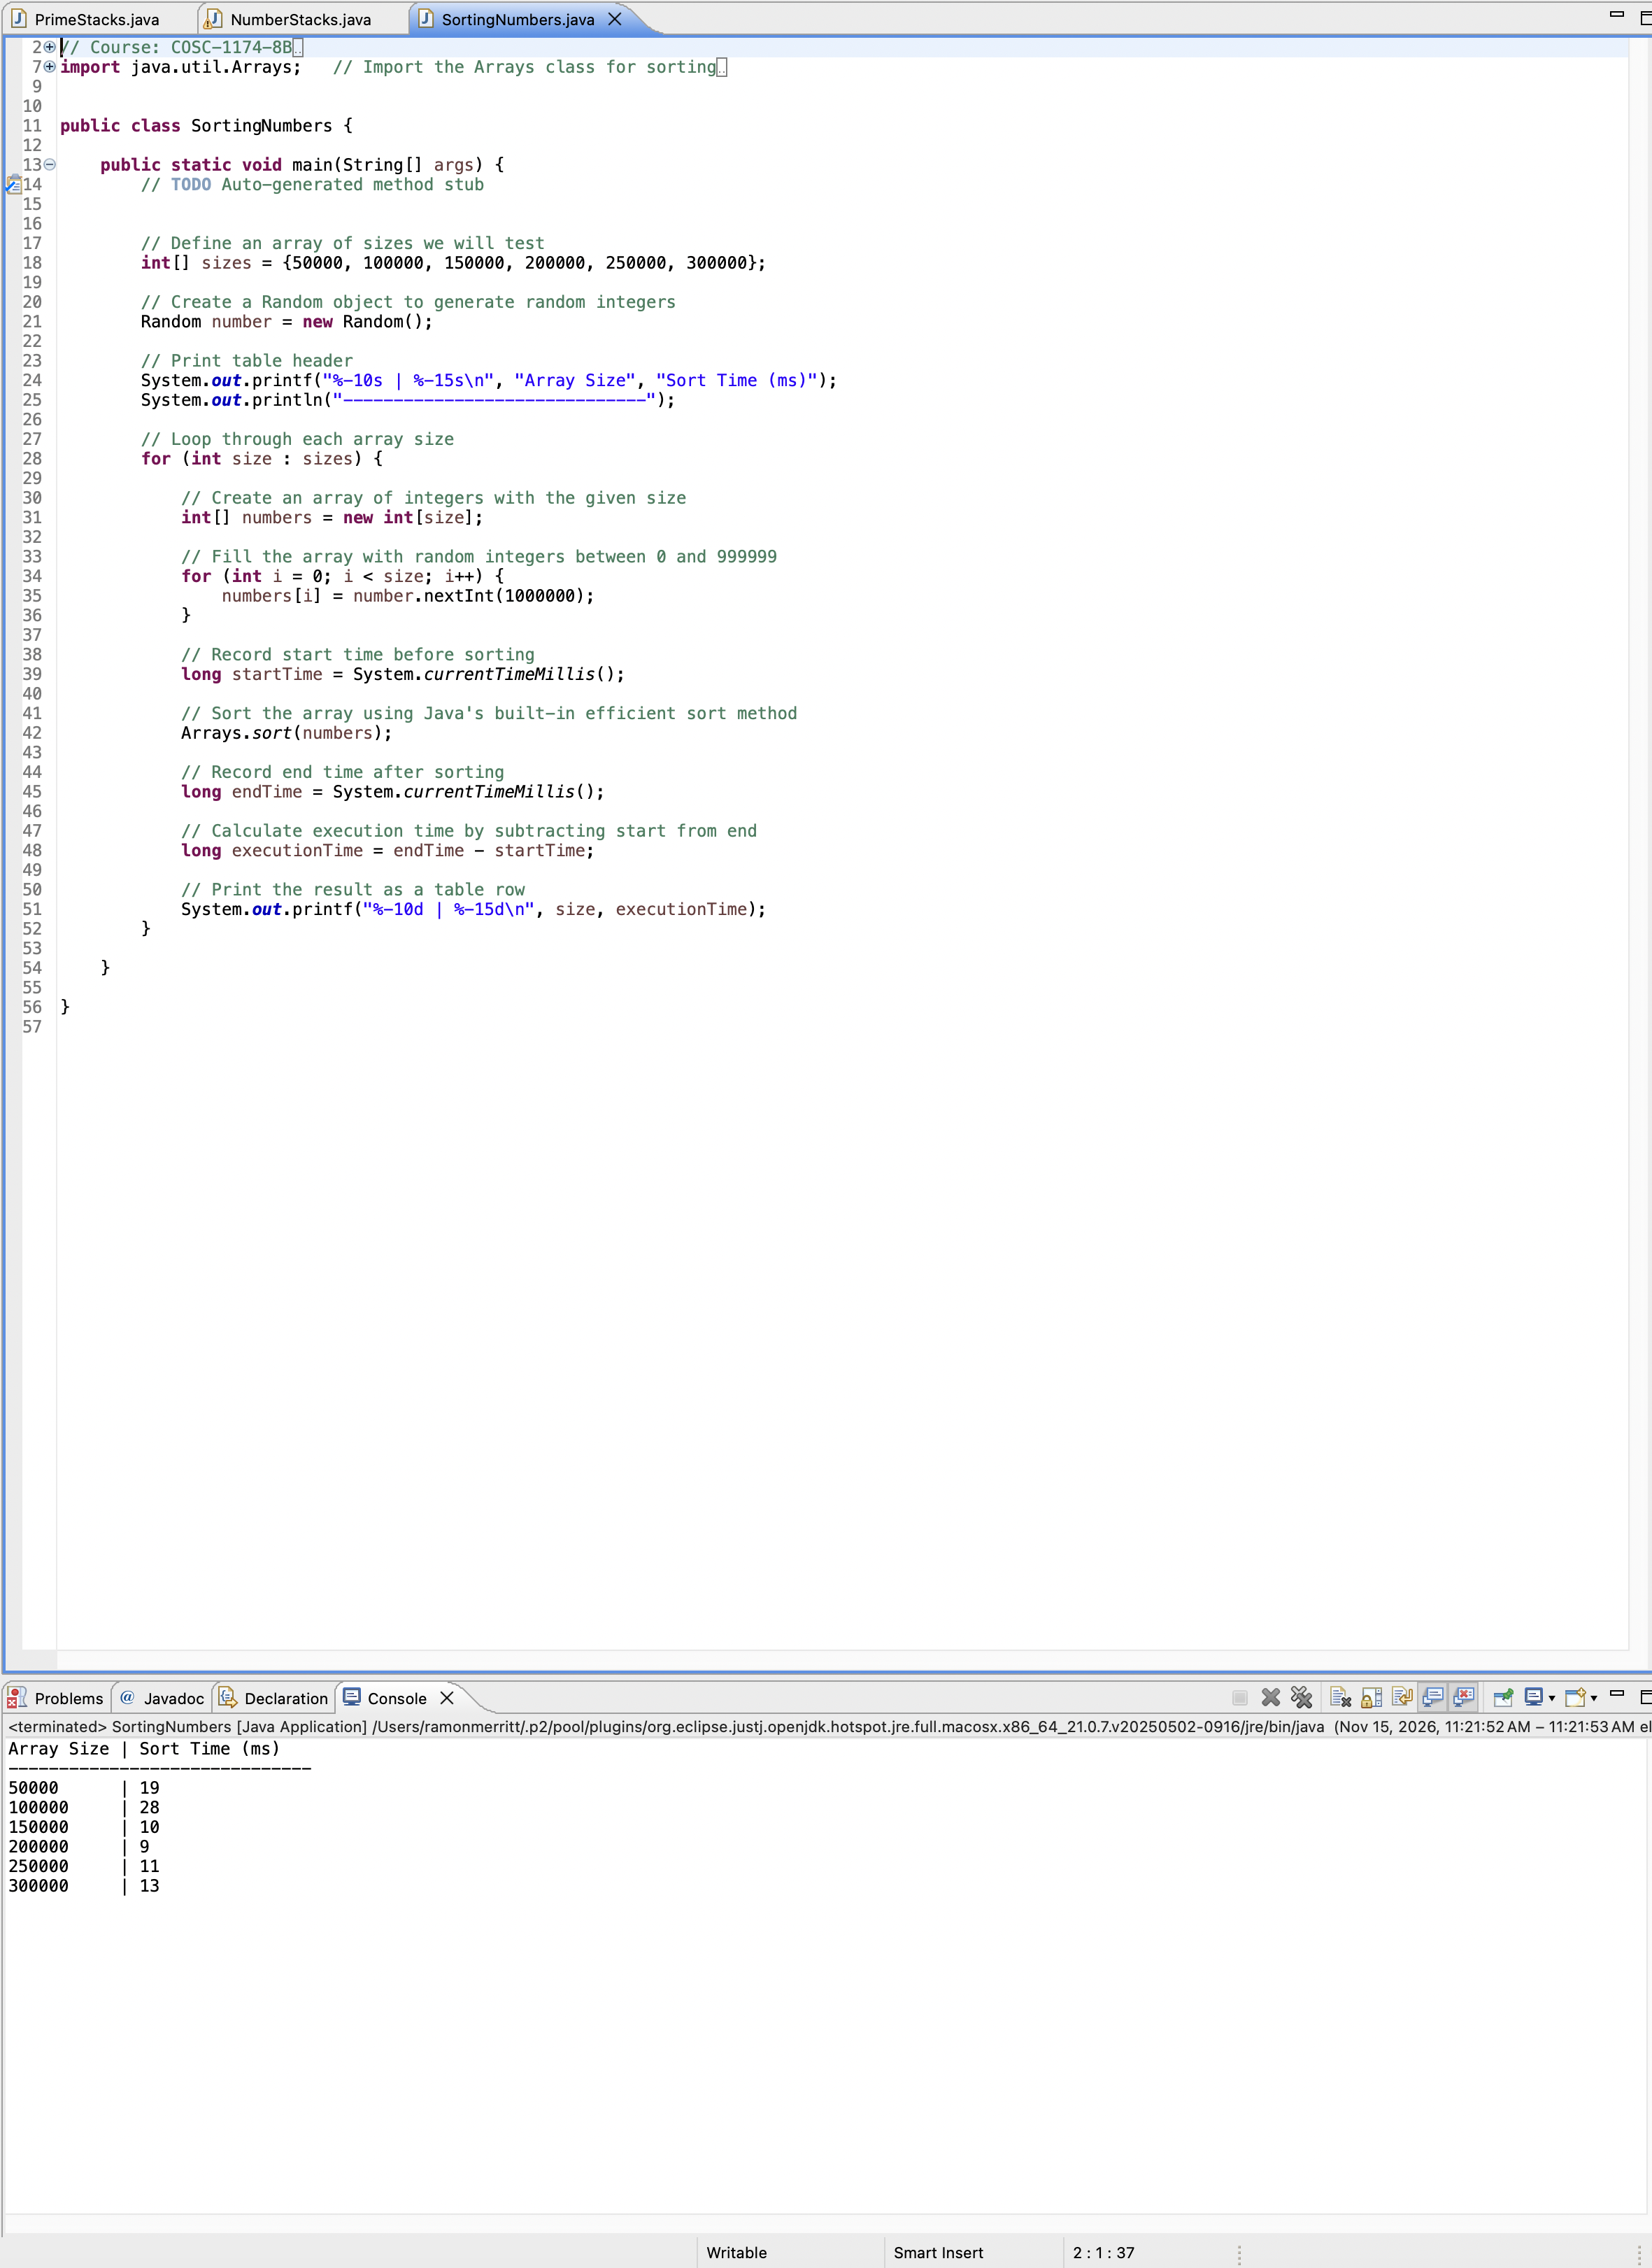 PrimeStacks.java NumberStacks.java SortingNumbers.java
2 // Course: COSC-1174-8B
7 import java.util.Arrays;   // Import the Arrays class for sorting
9
10
11 public class SortingNumbers {
12
13     public static void main(String[] args) {
14         // TODO Auto-generated method stub
15
16
17         // Define an array of sizes we will test
18         int[] sizes = {50000, 100000, 150000, 200000, 250000, 300000};
19
20         // Create a Random object to generate random integers
21         Random number = new Random();
22
23         // Print table header
24         System.out.printf("%-10s | %-15s\n", "Array Size", "Sort Time (ms)");
25         System.out.println("------------------------------");
26
27         // Loop through each array size
28         for (int size : sizes) {
29
30             // Create an array of integers with the given size
31             int[] numbers = new int[size];
32
33             // Fill the array with random integers between 0 and 999999
34             for (int i = 0; i < size; i++) {
35                 numbers[i] = number.nextInt(1000000);
36             }
37
38             // Record start time before sorting
39             long startTime = System.currentTimeMillis();
40
41             // Sort the array using Java's built-in efficient sort method
42             Arrays.sort(numbers);
43
44             // Record end time after sorting
45             long endTime = System.currentTimeMillis();
46
47             // Calculate execution time by subtracting start from end
48             long executionTime = endTime - startTime;
49
50             // Print the result as a table row
51             System.out.printf("%-10d | %-15d\n", size, executionTime);
52         }
53
54     }
55
56 }
57
Problems Javadoc Declaration Console
<terminated> SortingNumbers [Java Application] /Users/ramonmerritt/.p2/pool/plugins/org.eclipse.justj.openjdk.hotspot.jre.full.macosx.x86_64_21.0.7.v20250502-0916/jre/bin/java (Nov 15, 2026, 11:21:52 AM – 11:21:53 AM el
Array Size | Sort Time (ms)
------------------------------
50000      | 19
100000     | 28
150000     | 10
200000     | 9
250000     | 11
300000     | 13
Writable Smart Insert 2 : 1 : 37